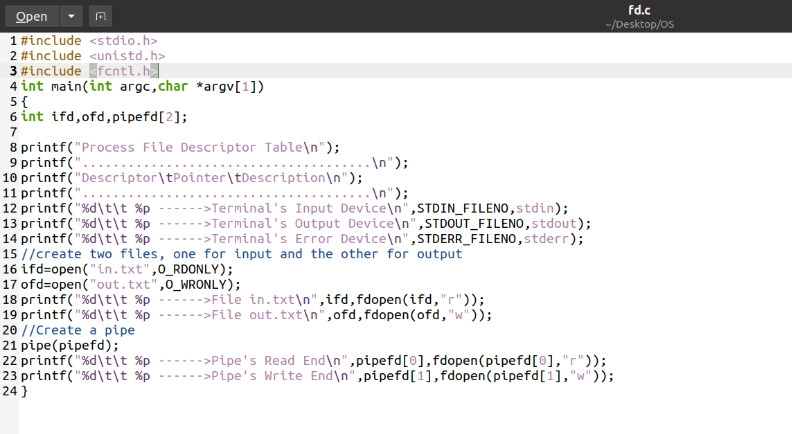 Open
fd.c
~/Desktop/OS
1 #include <stdio.h>
2 #include <unistd.h>
3 #include <fcntl.h>
4 int main(int argc,char *argv[1])
5 {
6 int ifd,ofd,pipefd[2];
7
8 printf("Process File Descriptor Table\n");
9 printf("......................................\n");
10 printf("Descriptor\tPointer\tDescription\n");
11 printf("......................................\n");
12 printf("%d\t\t %p ------>Terminal's Input Device\n",STDIN_FILENO,stdin);
13 printf("%d\t\t %p ------>Terminal's Output Device\n",STDOUT_FILENO,stdout);
14 printf("%d\t\t %p ------>Terminal's Error Device\n",STDERR_FILENO,stderr);
15 //create two files, one for input and the other for output
16 ifd=open("in.txt",O_RDONLY);
17 ofd=open("out.txt",O_WRONLY);
18 printf("%d\t\t %p ------>File in.txt\n",ifd,fdopen(ifd,"r"));
19 printf("%d\t\t %p ------>File out.txt\n",ofd,fdopen(ofd,"w"));
20 //Create a pipe
21 pipe(pipefd);
22 printf("%d\t\t %p ------>Pipe's Read End\n",pipefd[0],fdopen(pipefd[0],"r"));
23 printf("%d\t\t %p ------>Pipe's Write End\n",pipefd[1],fdopen(pipefd[1],"w"));
24 }